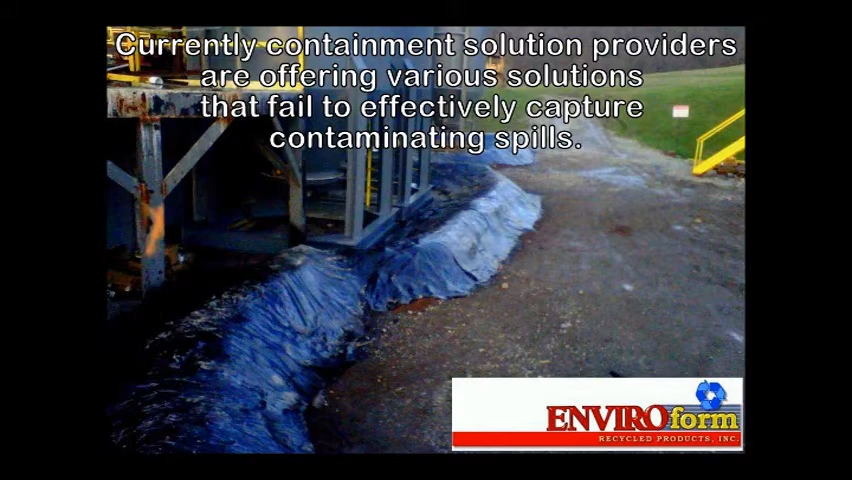 Currently containment solution providers
are offering various solutions
that fail to effectively capture
contaminating spills.
ENVIROform
RECYCLED PRODUCTS, INC.